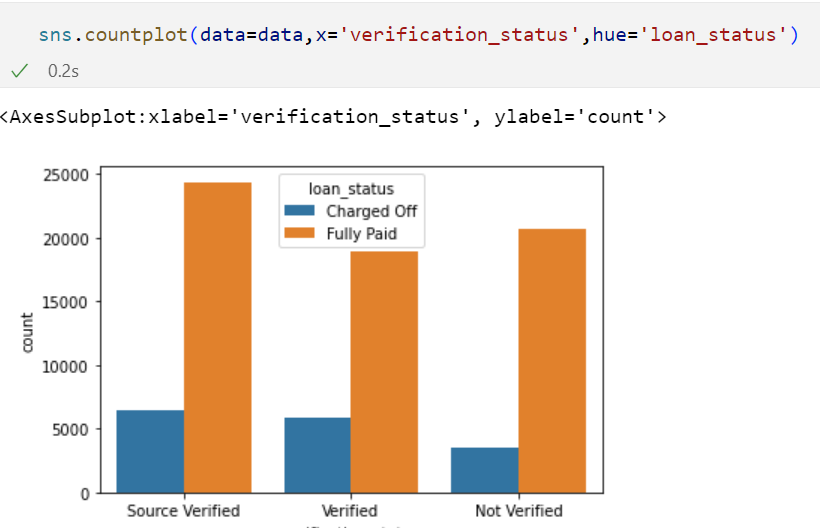 sns.countplot(data=data,x='verification_status',hue='loan_status')
0.2s
<AxesSubplot:xlabel='verification_status', ylabel='count'>
25000
20000
15000
10000
5000
0
count
loan_status
Charged Off
Fully Paid
Source Verified
Verified
Not Verified